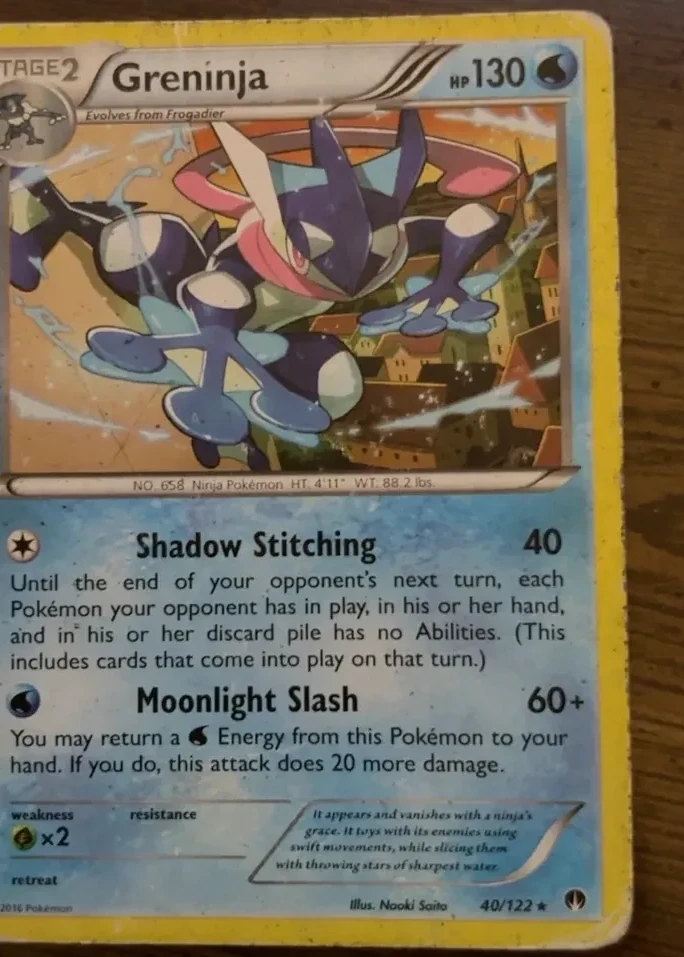 TAGE2 Greninja HP130
Evolves from Frogadier
NO. 658 Ninja Pokémon HT: 4'11" WT: 88.2 lbs.
Shadow Stitching 40
Until the end of your opponent's next turn, each
Pokémon your opponent has in play, in his or her hand,
and in his or her discard pile has no Abilities. (This
includes cards that come into play on that turn.)
Moonlight Slash 60+
You may return a Energy from this Pokémon to your
hand. If you do, this attack does 20 more damage.
weakness resistance
×2
It appears and vanishes with a ninja's
grace. It toys with its enemies using
swift movements, while slicing them
with throwing stars of sharpest water.
retreat
2016 Pokémon Illus. Naoki Saito 40/122 ★